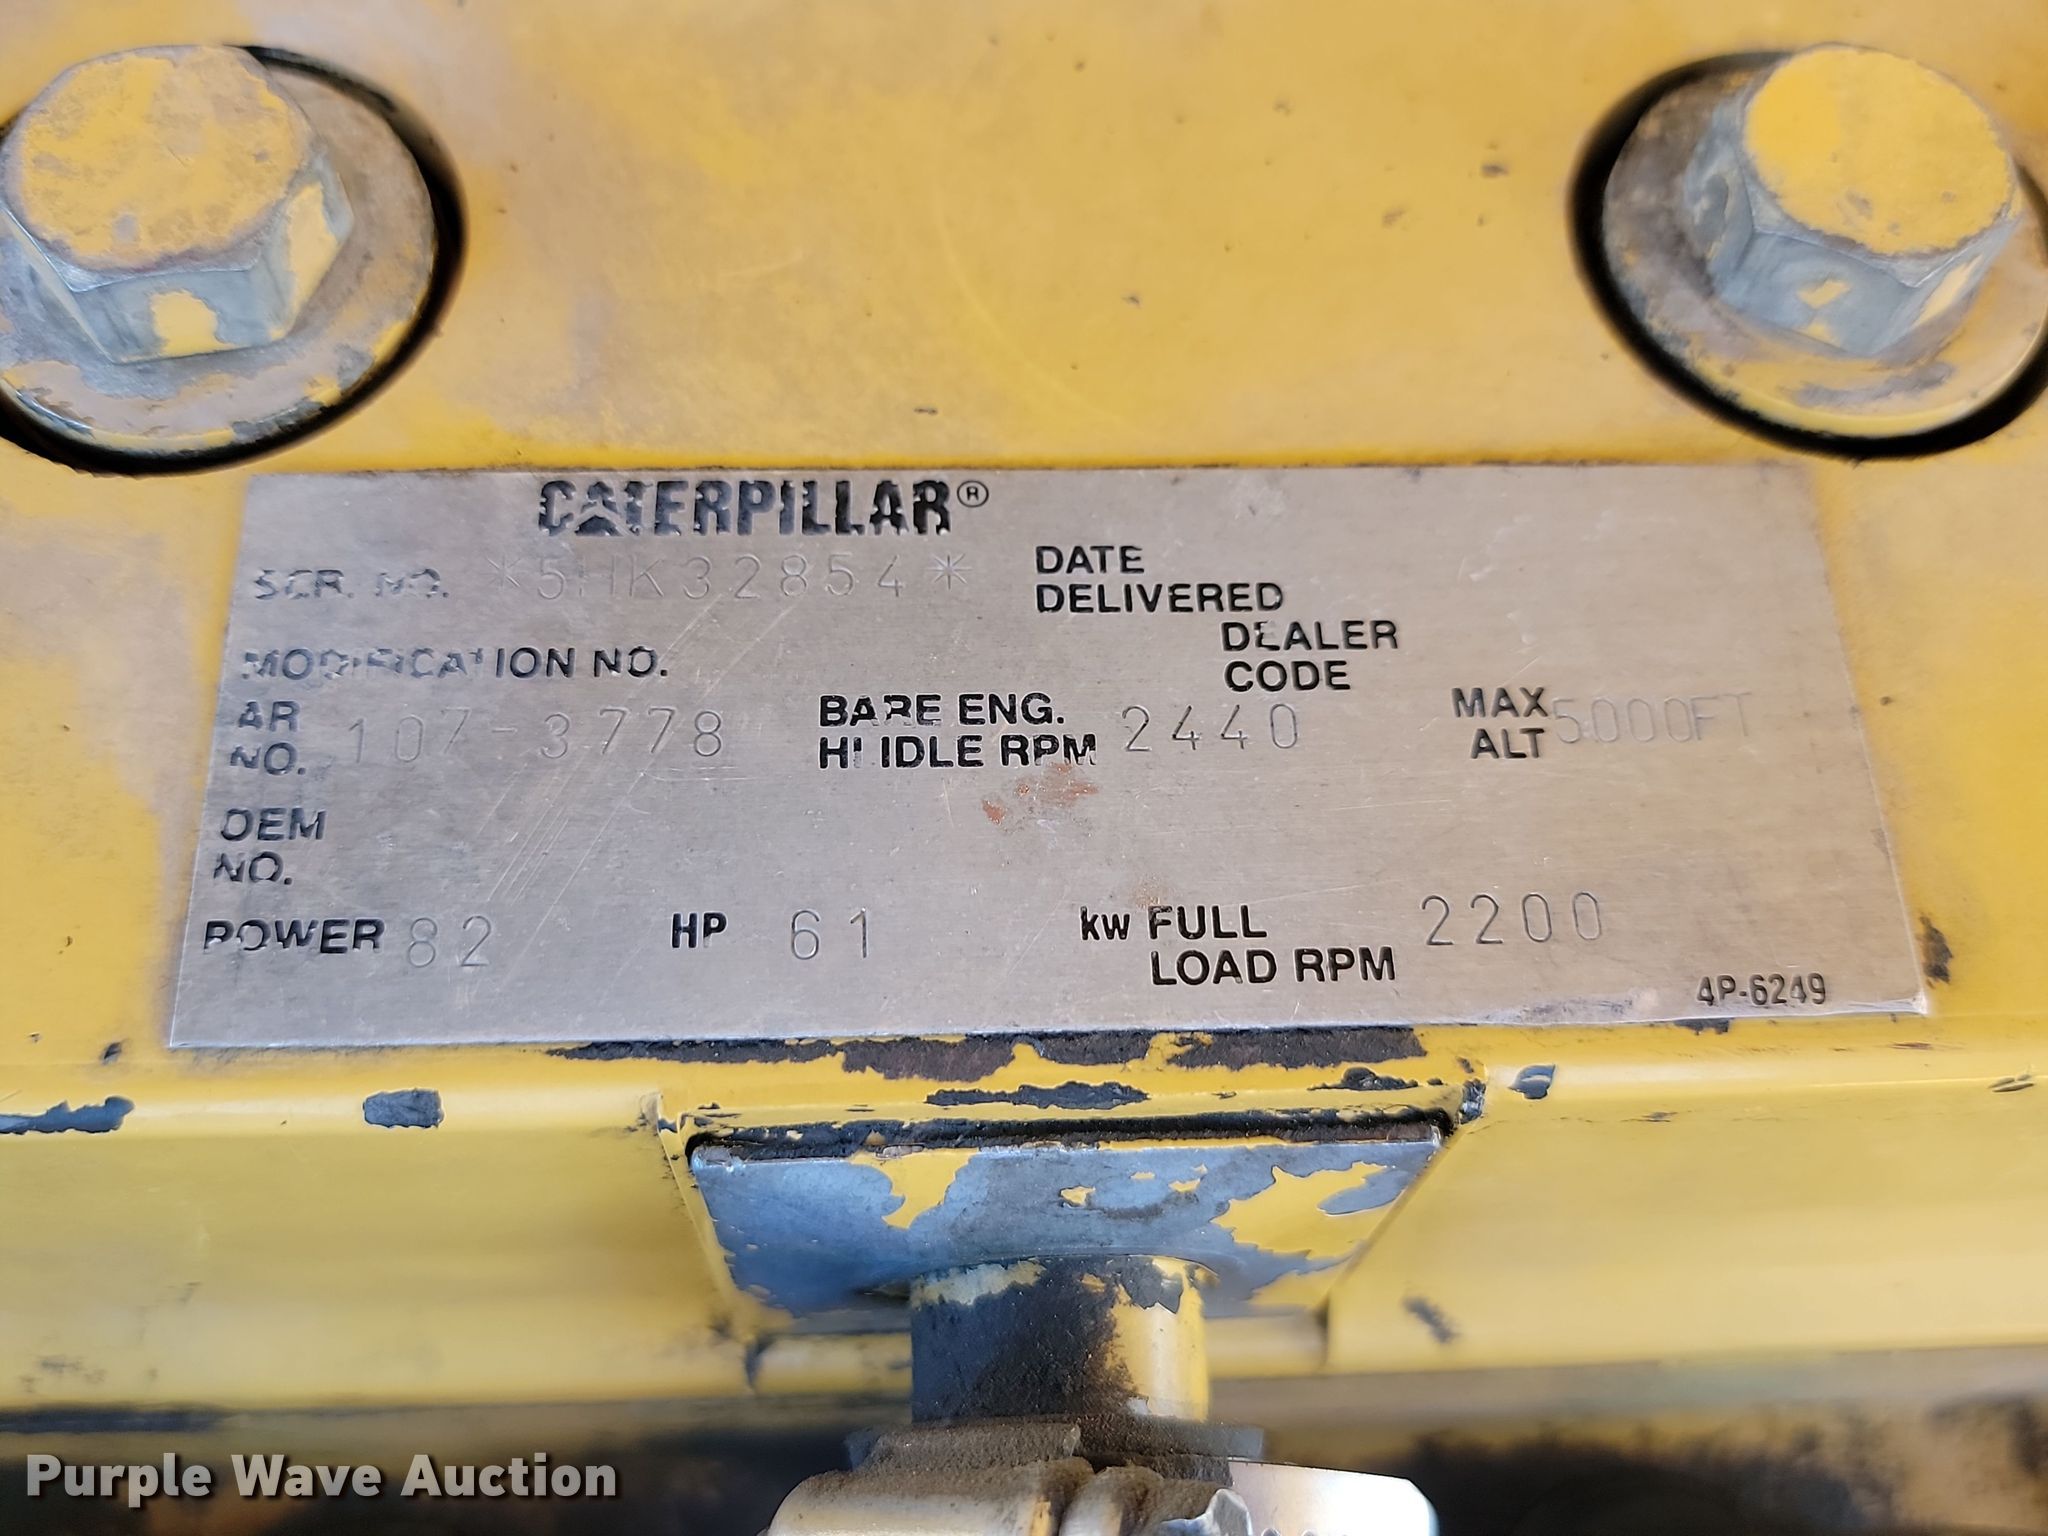 CATERPILLAR®
SER. NO. *5HK32854*
DATE
DELIVERED
DEALER
CODE
MODIFICATION NO.
AR
NO. 107-3778
BARE ENG.
HI IDLE RPM 2440
MAX
ALT 5000FT
OEM
NO.
POWER 82 HP 61 kw
FULL
LOAD RPM 2200
4P-6249
Purple Wave Auction